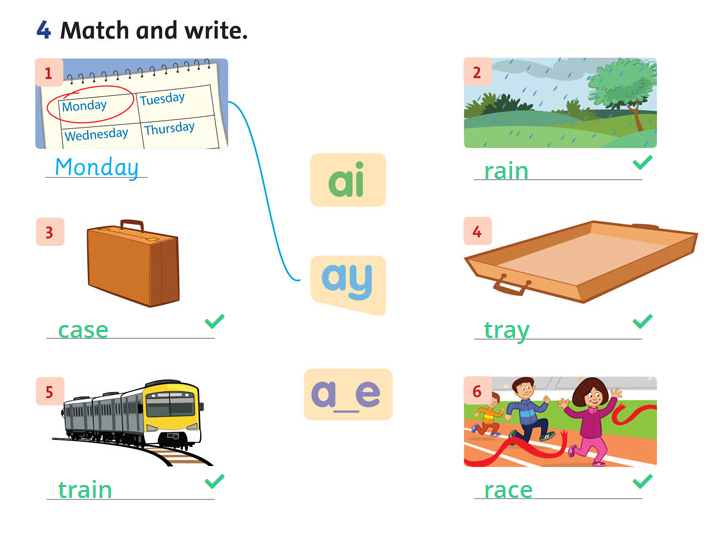 4 Match and write.
1
Monday
Tuesday
Wednesday
Thursday
Monday
2
rain
ai
3
case
4
tray
ay
a_e
5
train
6
race